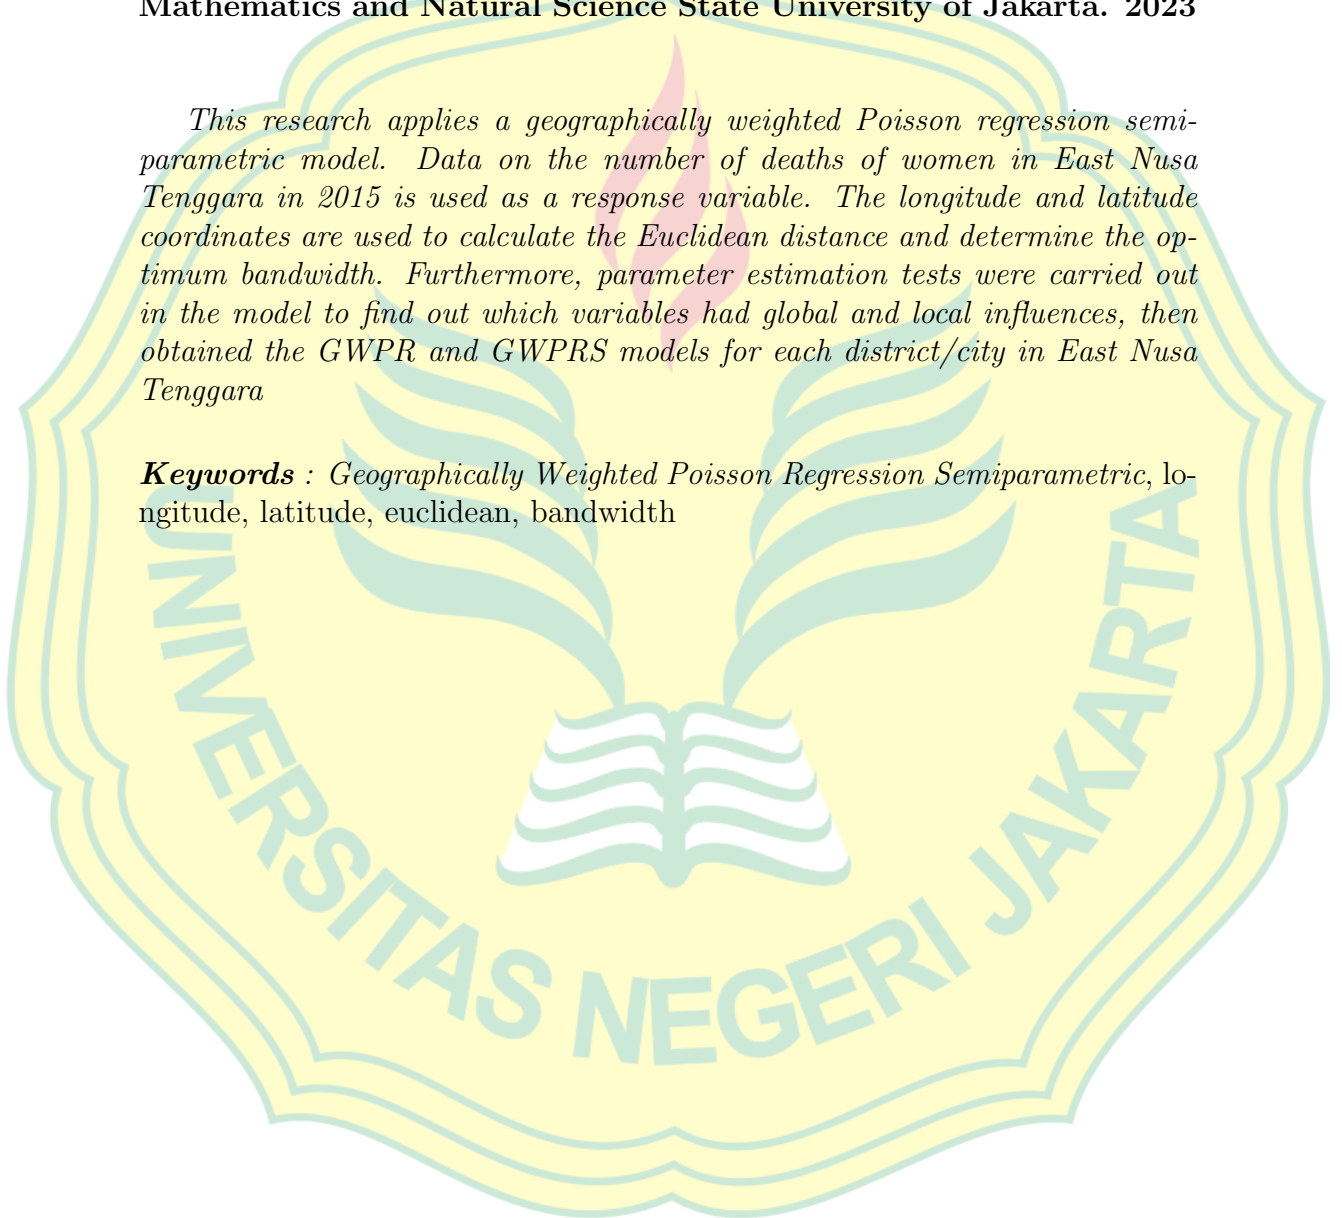 Mathematics and Natural Science State University of Jakarta. 2023
This research applies a geographically weighted Poisson regression semi-
parametric model. Data on the number of deaths of women in East Nusa
Tenggara in 2015 is used as a response variable. The longitude and latitude
coordinates are used to calculate the Euclidean distance and determine the op-
timum bandwidth. Furthermore, parameter estimation tests were carried out
in the model to find out which variables had global and local influences, then
obtained the GWPR and GWPRS models for each district/city in East Nusa
Tenggara
Keywords : Geographically Weighted Poisson Regression Semiparametric, lo-
ngitude, latitude, euclidean, bandwidth
UNIVERSITAS NEGERI JAKARTA